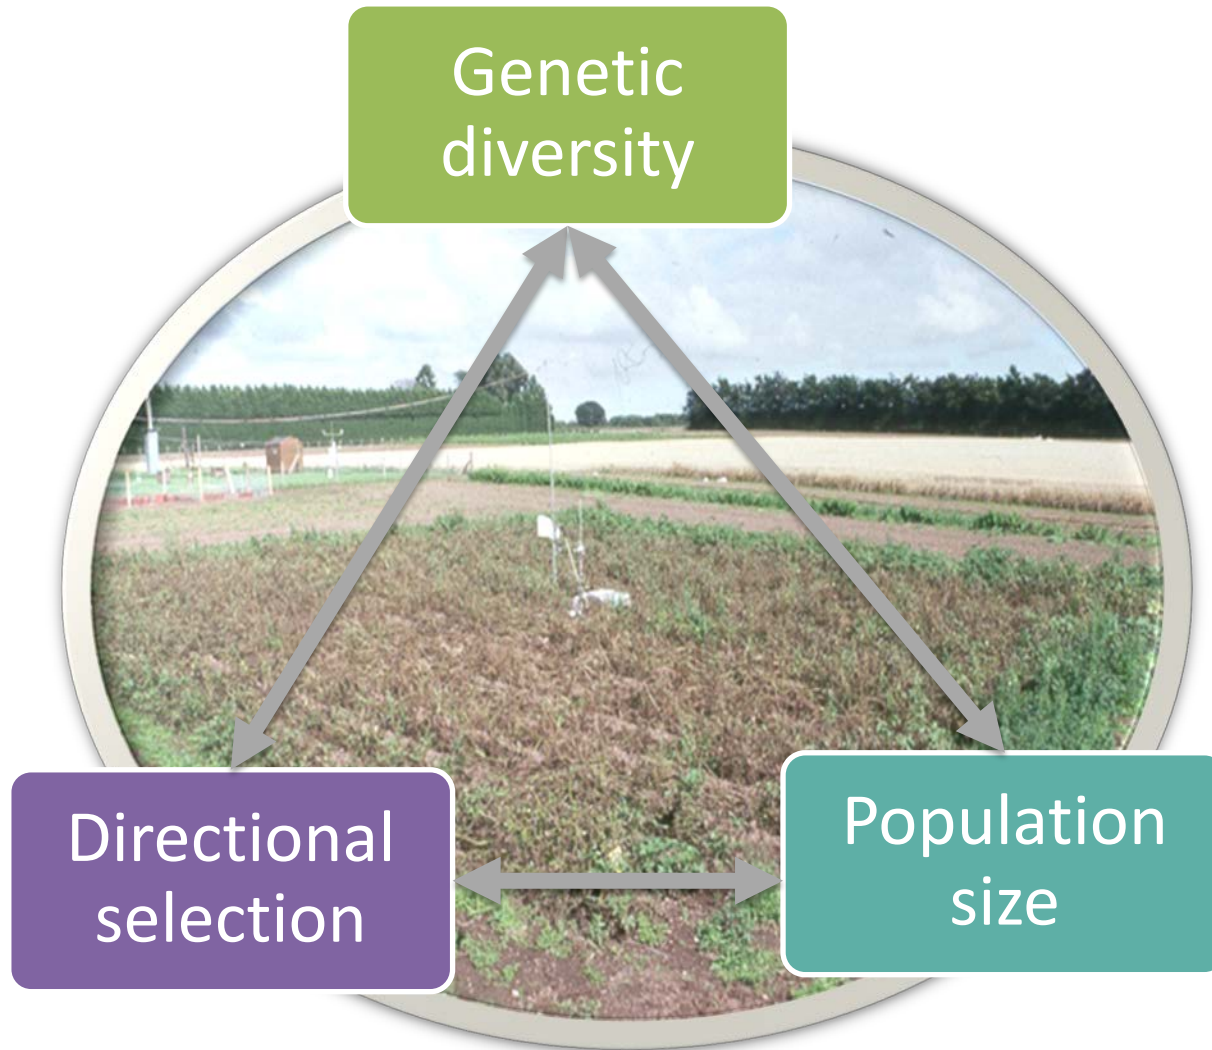 Genetic
diversity
Directional
selection
Population
size